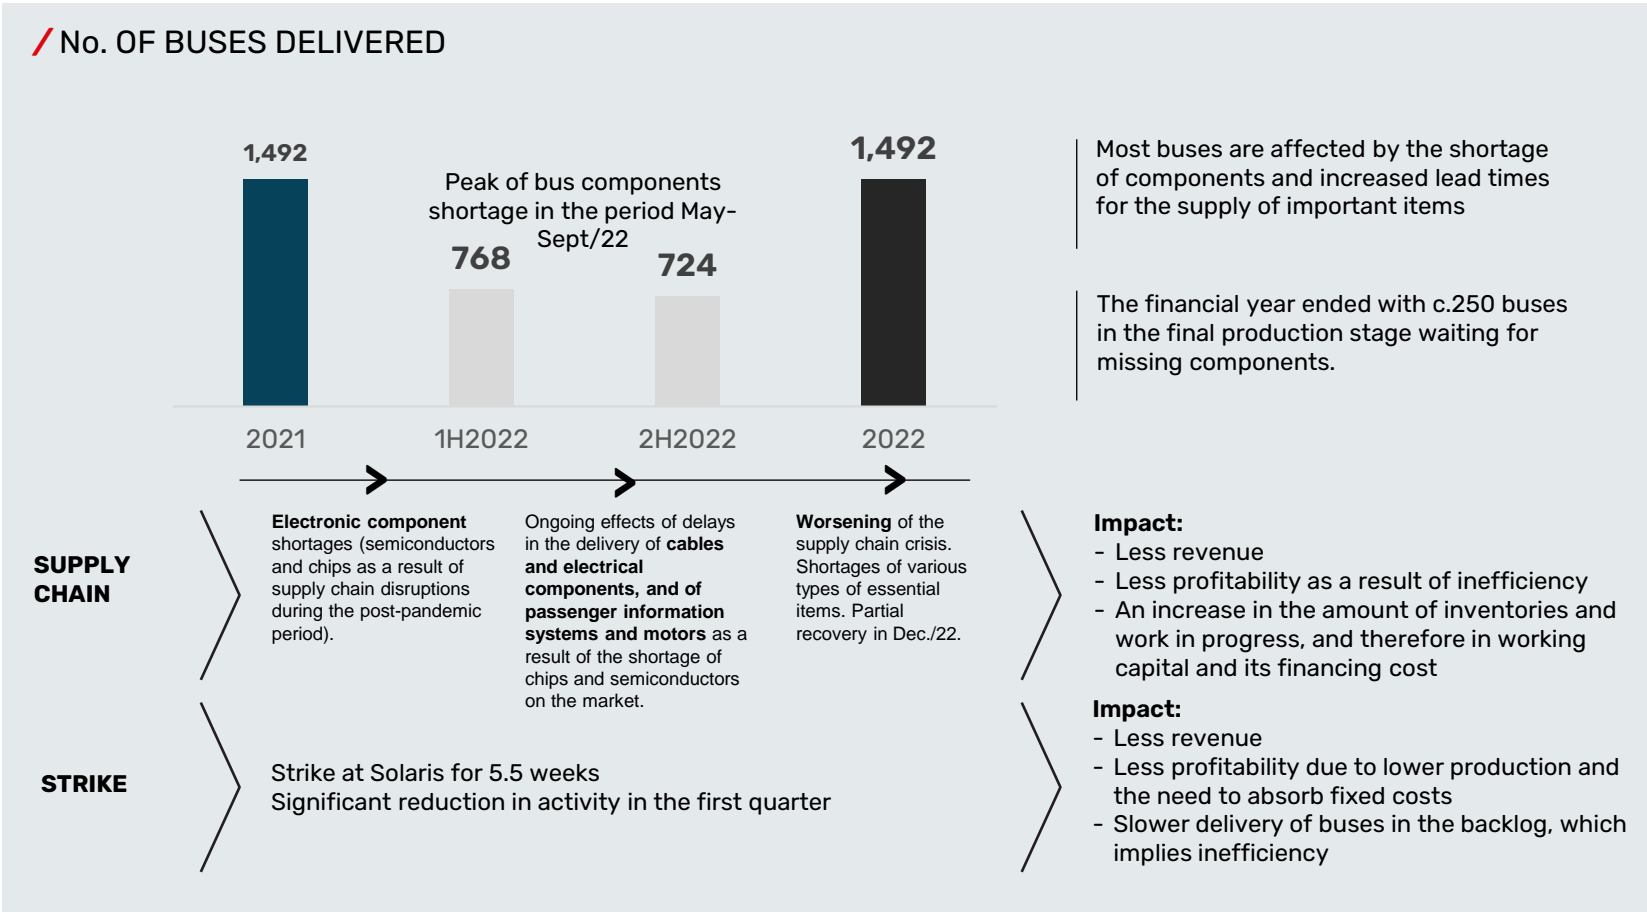 / No. OF BUSES DELIVERED
1,492
Peak of bus components
shortage in the period May-
Sept/22
768
724
1,492
2021
1H2022
2H2022
2022
Most buses are affected by the shortage
of components and increased lead times
for the supply of important items
The financial year ended with c.250 buses
in the final production stage waiting for
missing components.
SUPPLY
CHAIN
Electronic component
shortages (semiconductors
and chips as a result of
supply chain disruptions
during the post-pandemic
period).
Ongoing effects of delays
in the delivery of cables
and electrical
components, and of
passenger information
systems and motors as a
result of the shortage of
chips and semiconductors
on the market.
Worsening of the
supply chain crisis.
Shortages of various
types of essential
items. Partial
recovery in Dec./22.
Impact:
- Less revenue
- Less profitability as a result of inefficiency
- An increase in the amount of inventories and
work in progress, and therefore in working
capital and its financing cost
STRIKE
Strike at Solaris for 5.5 weeks
Significant reduction in activity in the first quarter
Impact:
- Less revenue
- Less profitability due to lower production and
the need to absorb fixed costs
- Slower delivery of buses in the backlog, which
implies inefficiency